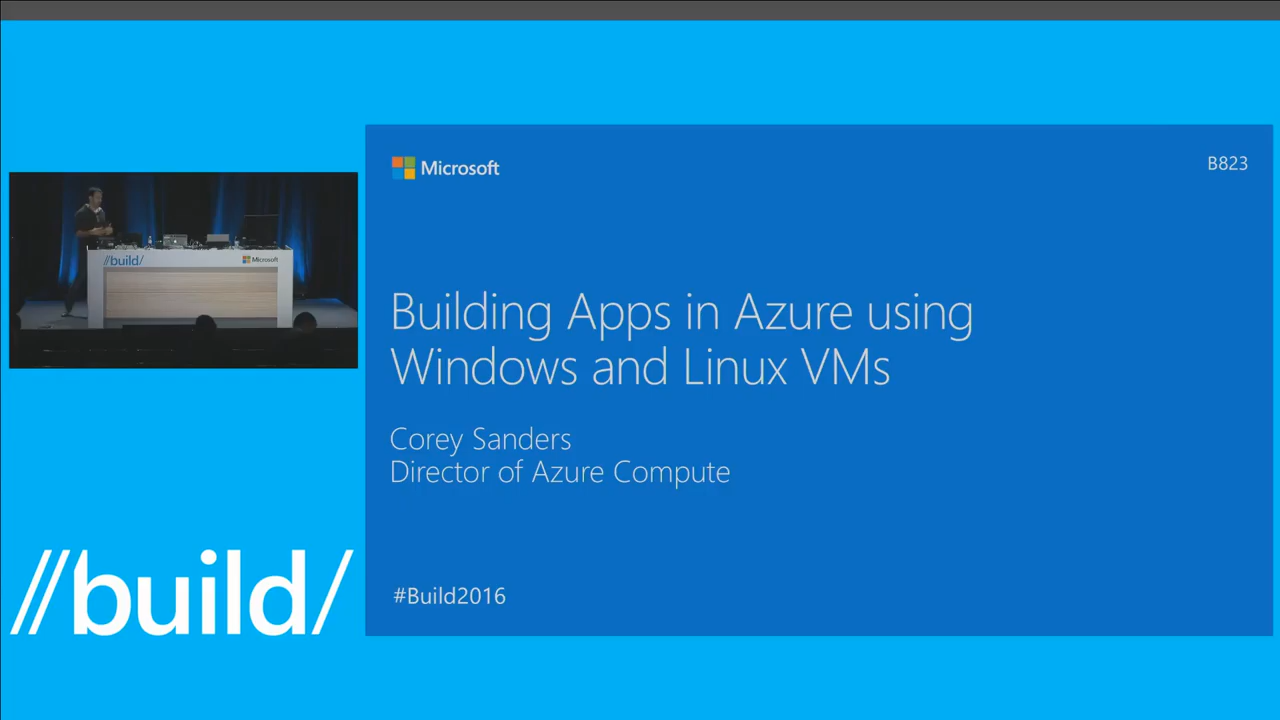 Microsoft
B823
//build/
Microsoft
Building Apps in Azure using
Windows and Linux VMs
Corey Sanders
Director of Azure Compute
#Build2016
//build/